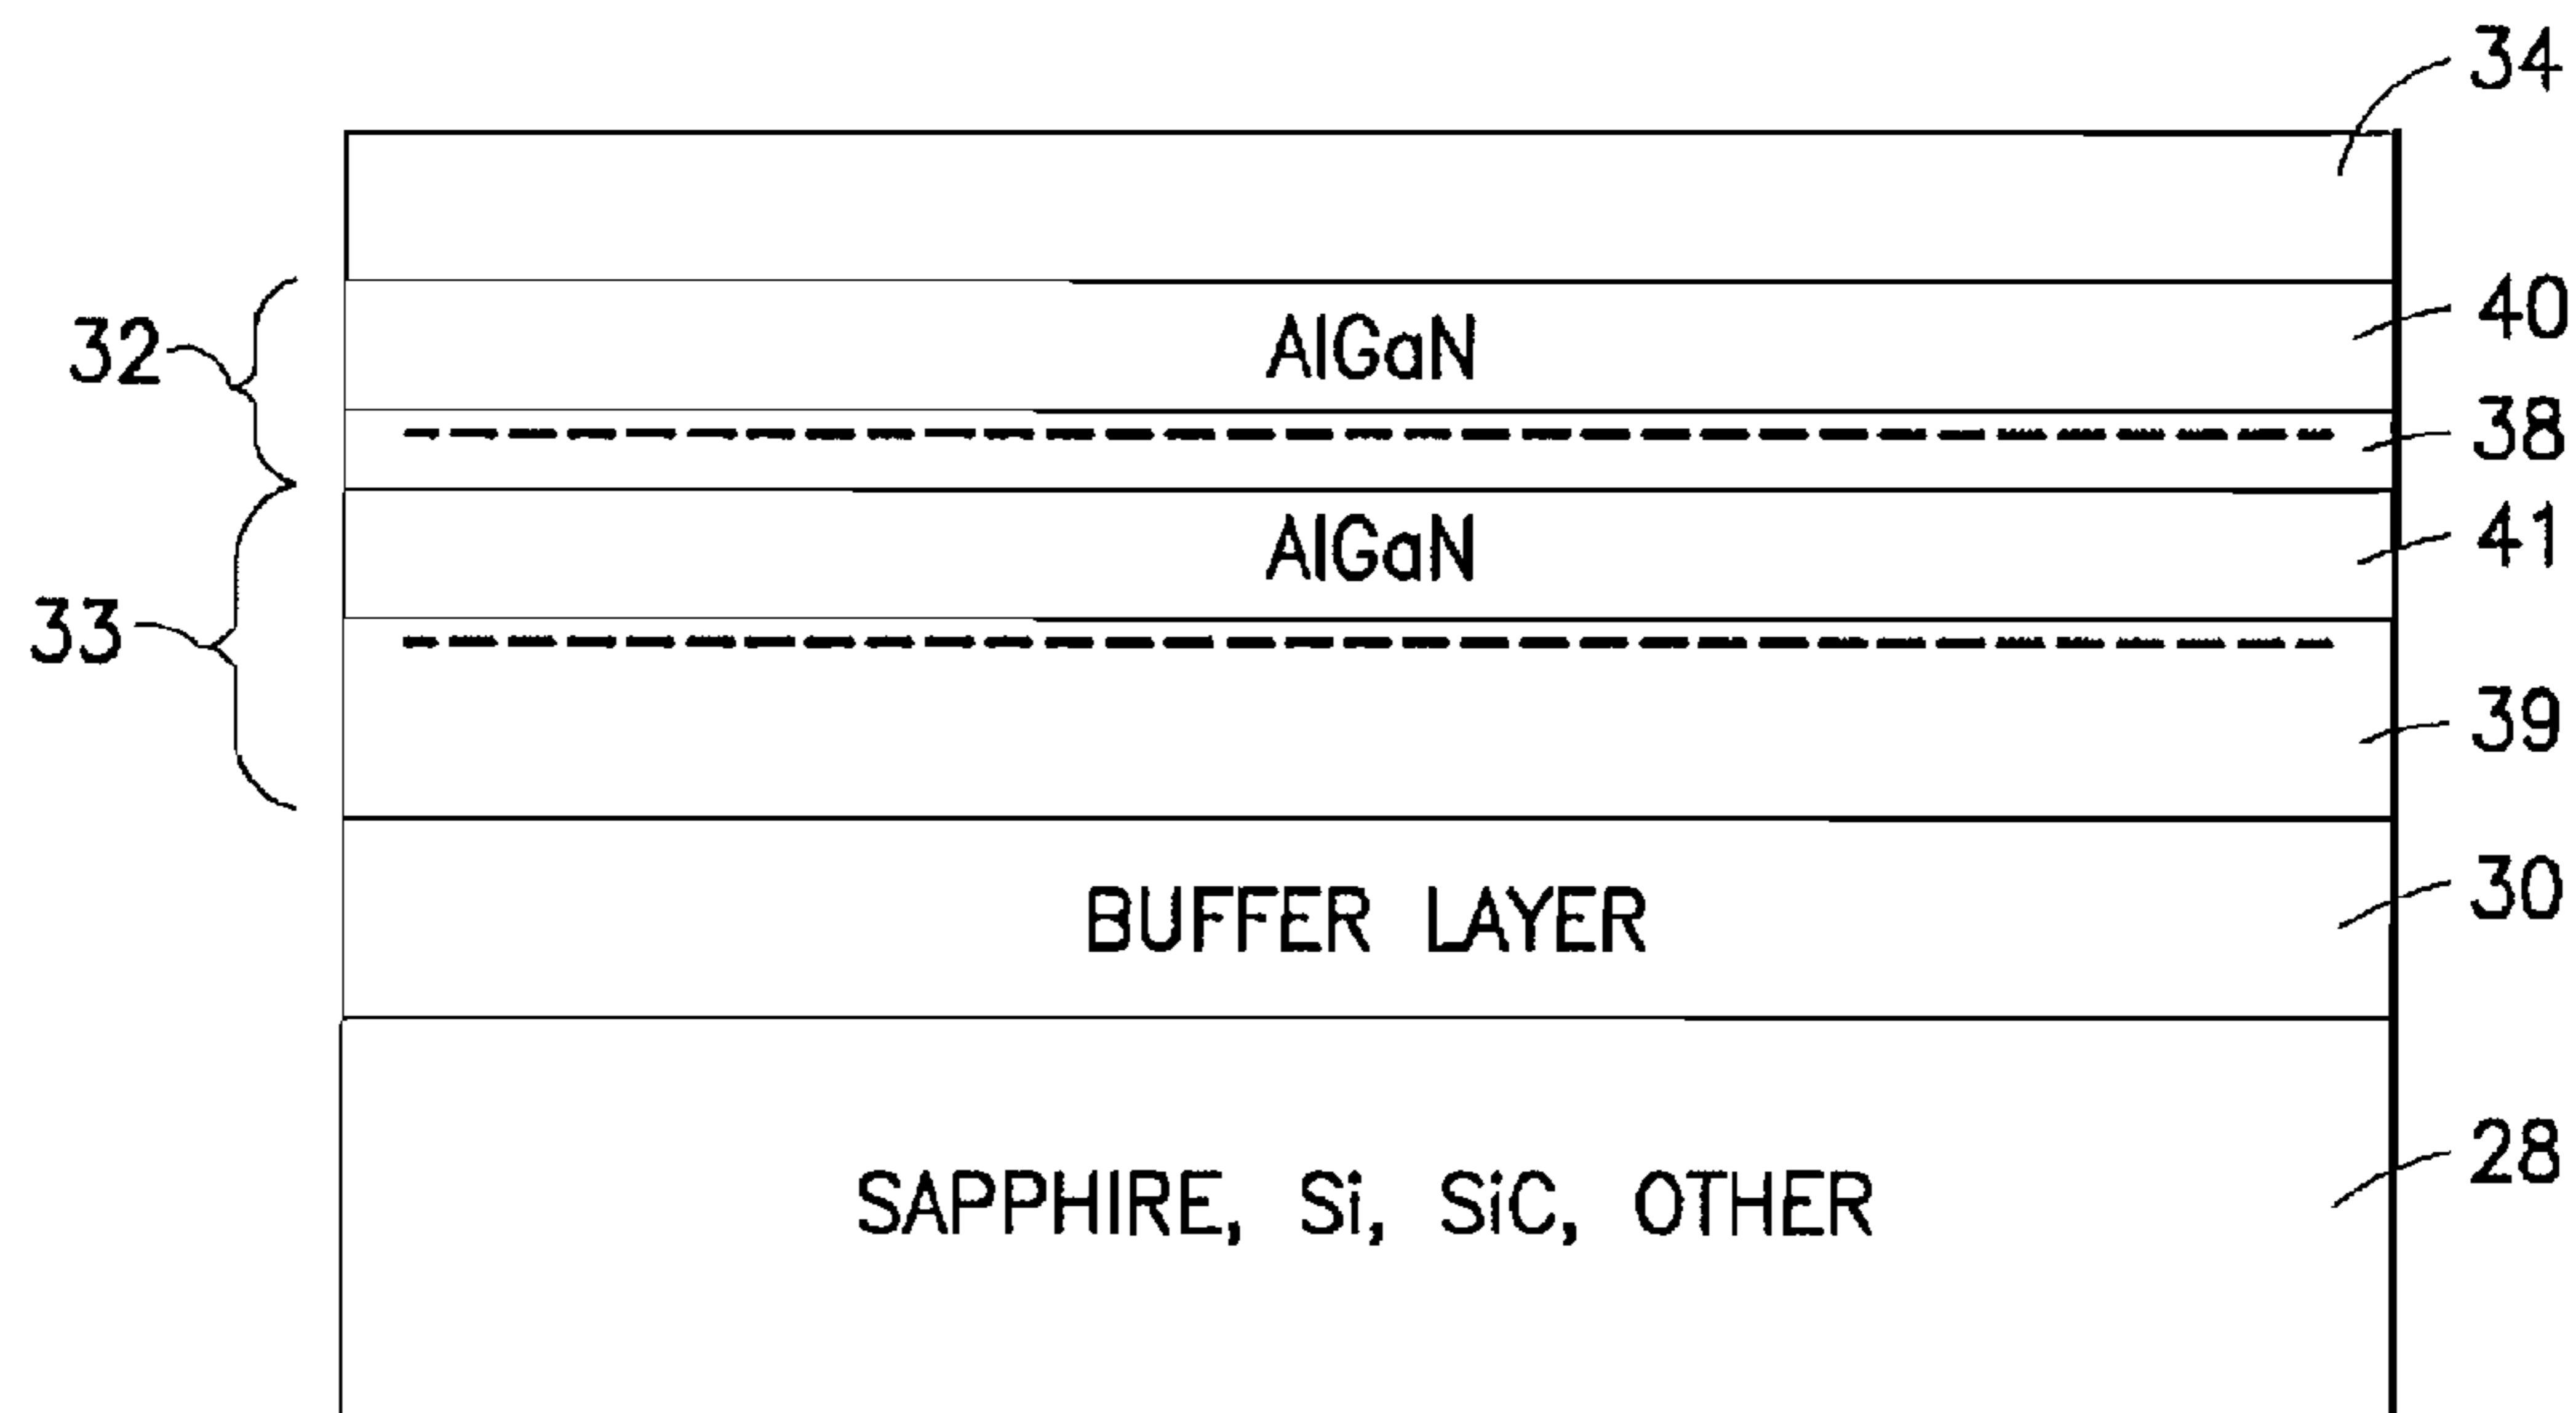 34
AlGaN
40
32
38
AlGaN
41
33
39
BUFFER LAYER
30
SAPPHIRE, Si, SiC, OTHER
28